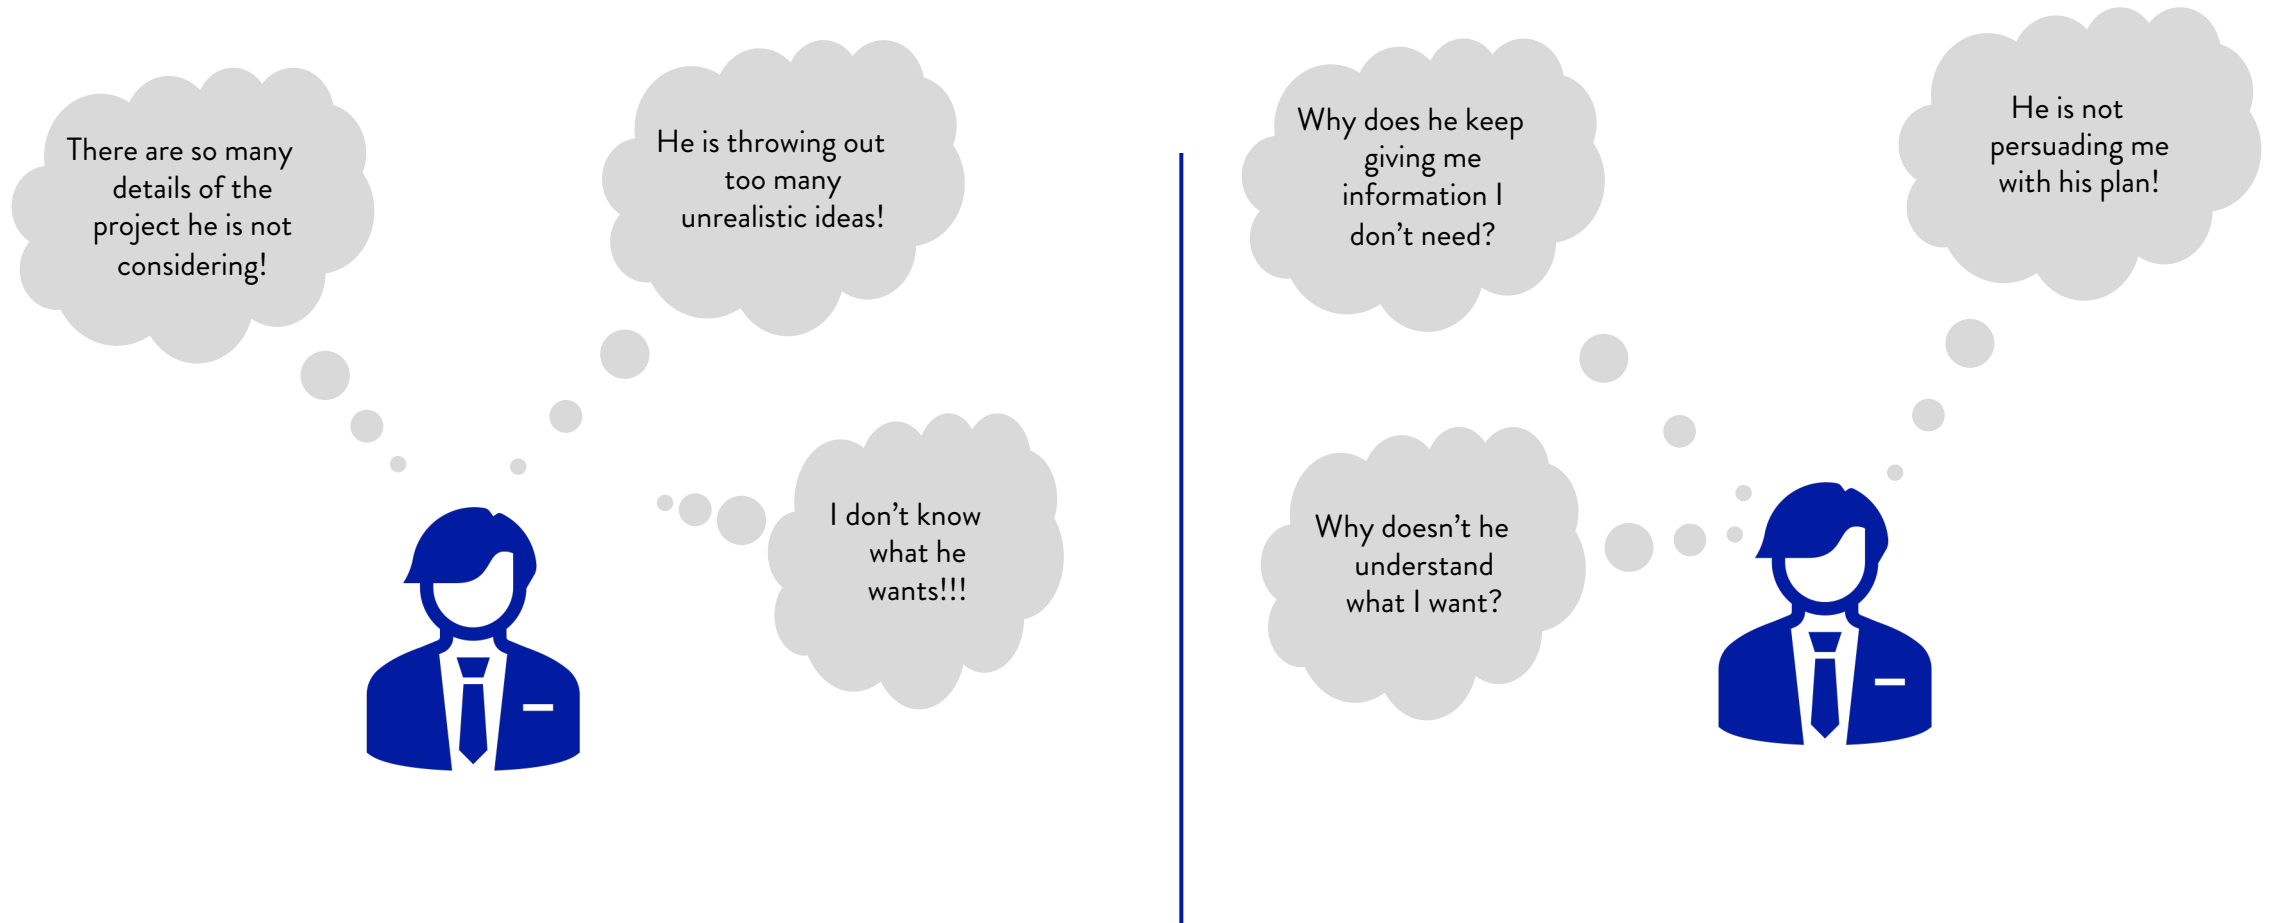 There are so many
details of the
project he is not
considering!
He is throwing out
too many
unrealistic ideas!
I don't know
what he
wants!!!
Why does he keep
giving me
information I
don't need?
He is not
persuading me
with his plan!
Why doesn't he
understand
what I want?